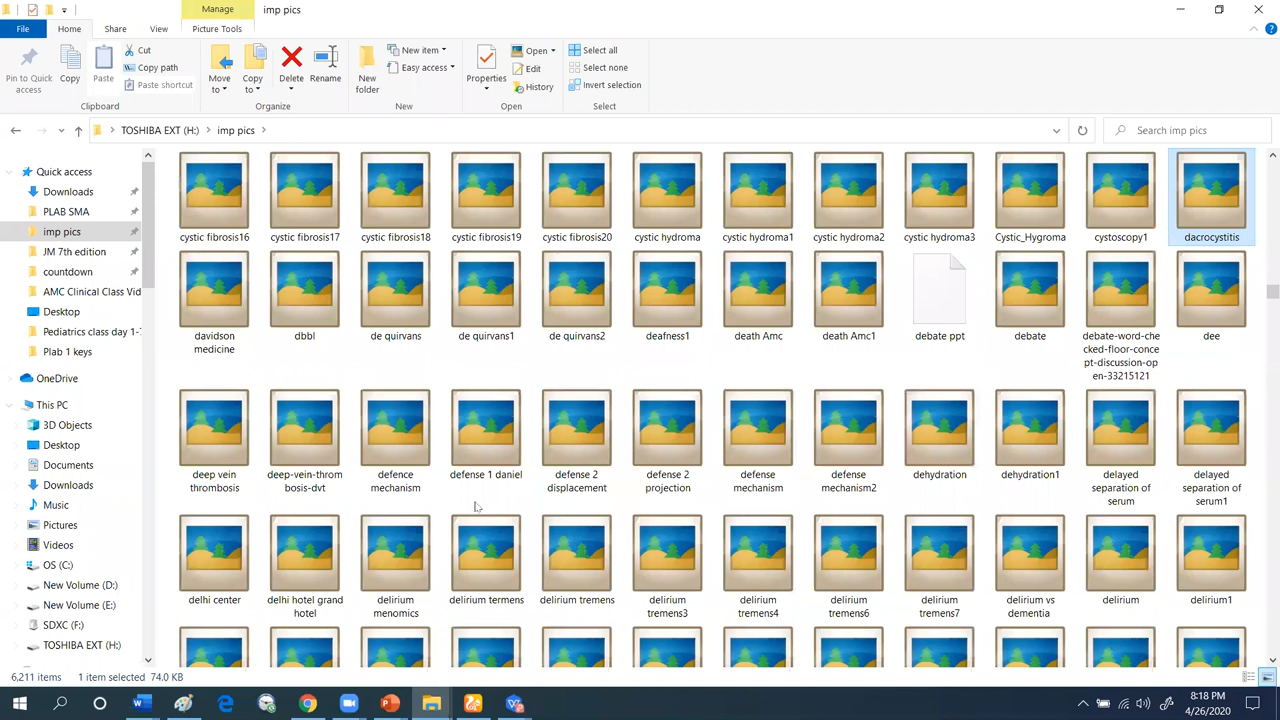 Manage
imp pics
File
Home
Share
View
Picture Tools
Pin to Quick
access
Copy
Paste
Cut
Copy path
Paste shortcut
Move
to
Copy
to
Delete
Rename
New
folder
New item
Easy access
Properties
Open
Edit
History
Select all
Select none
Invert selection
Clipboard
Organize
New
Open
Select
TOSHIBA EXT (H:)
imp pics
Search imp pics
Quick access
Downloads
PLAB SMA
imp pics
JM 7th edition
countdown
AMC Clinical Class Vid
Desktop
Pediatrics class day 1-7
Plab 1 keys
OneDrive
This PC
3D Objects
Desktop
Documents
Downloads
Music
Pictures
Videos
OS (C:)
New Volume (D:)
New Volume (E:)
SDXC (F:)
TOSHIBA EXT (H:)
cystic fibrosis16
cystic fibrosis17
cystic fibrosis18
cystic fibrosis19
cystic fibrosis20
cystic hydroma
cystic hydroma1
cystic hydroma2
cystic hydroma3
Cystic_Hygroma
cystoscopy1
dacrocystitis
davidson
medicine
dbbl
de quirvans
de quirvans1
de quirvans2
deafness1
death Amc
death Amc1
debate ppt
debate
debate-word-che
cked-floor-conce
pt-discussion-op
en-33215121
dee
deep vein
thrombosis
deep-vein-throm
bosis-dvt
defence
mechanism
defense 1 daniel
defense 2
displacement
defense 2
projection
defense
mechanism
defense
mechanism2
dehydration
dehydration1
delayed
separation of
serum
delayed
separation of
serum1
delhi center
delhi hotel grand
hotel
delirium
menomics
delirium termens
delirium tremens
delirium
tremens3
delirium
tremens4
delirium
tremens6
delirium
tremens7
delirium vs
dementia
delirium
delirium1
6,211 items
1 item selected
74.0 KB
8:18 PM
4/26/2020